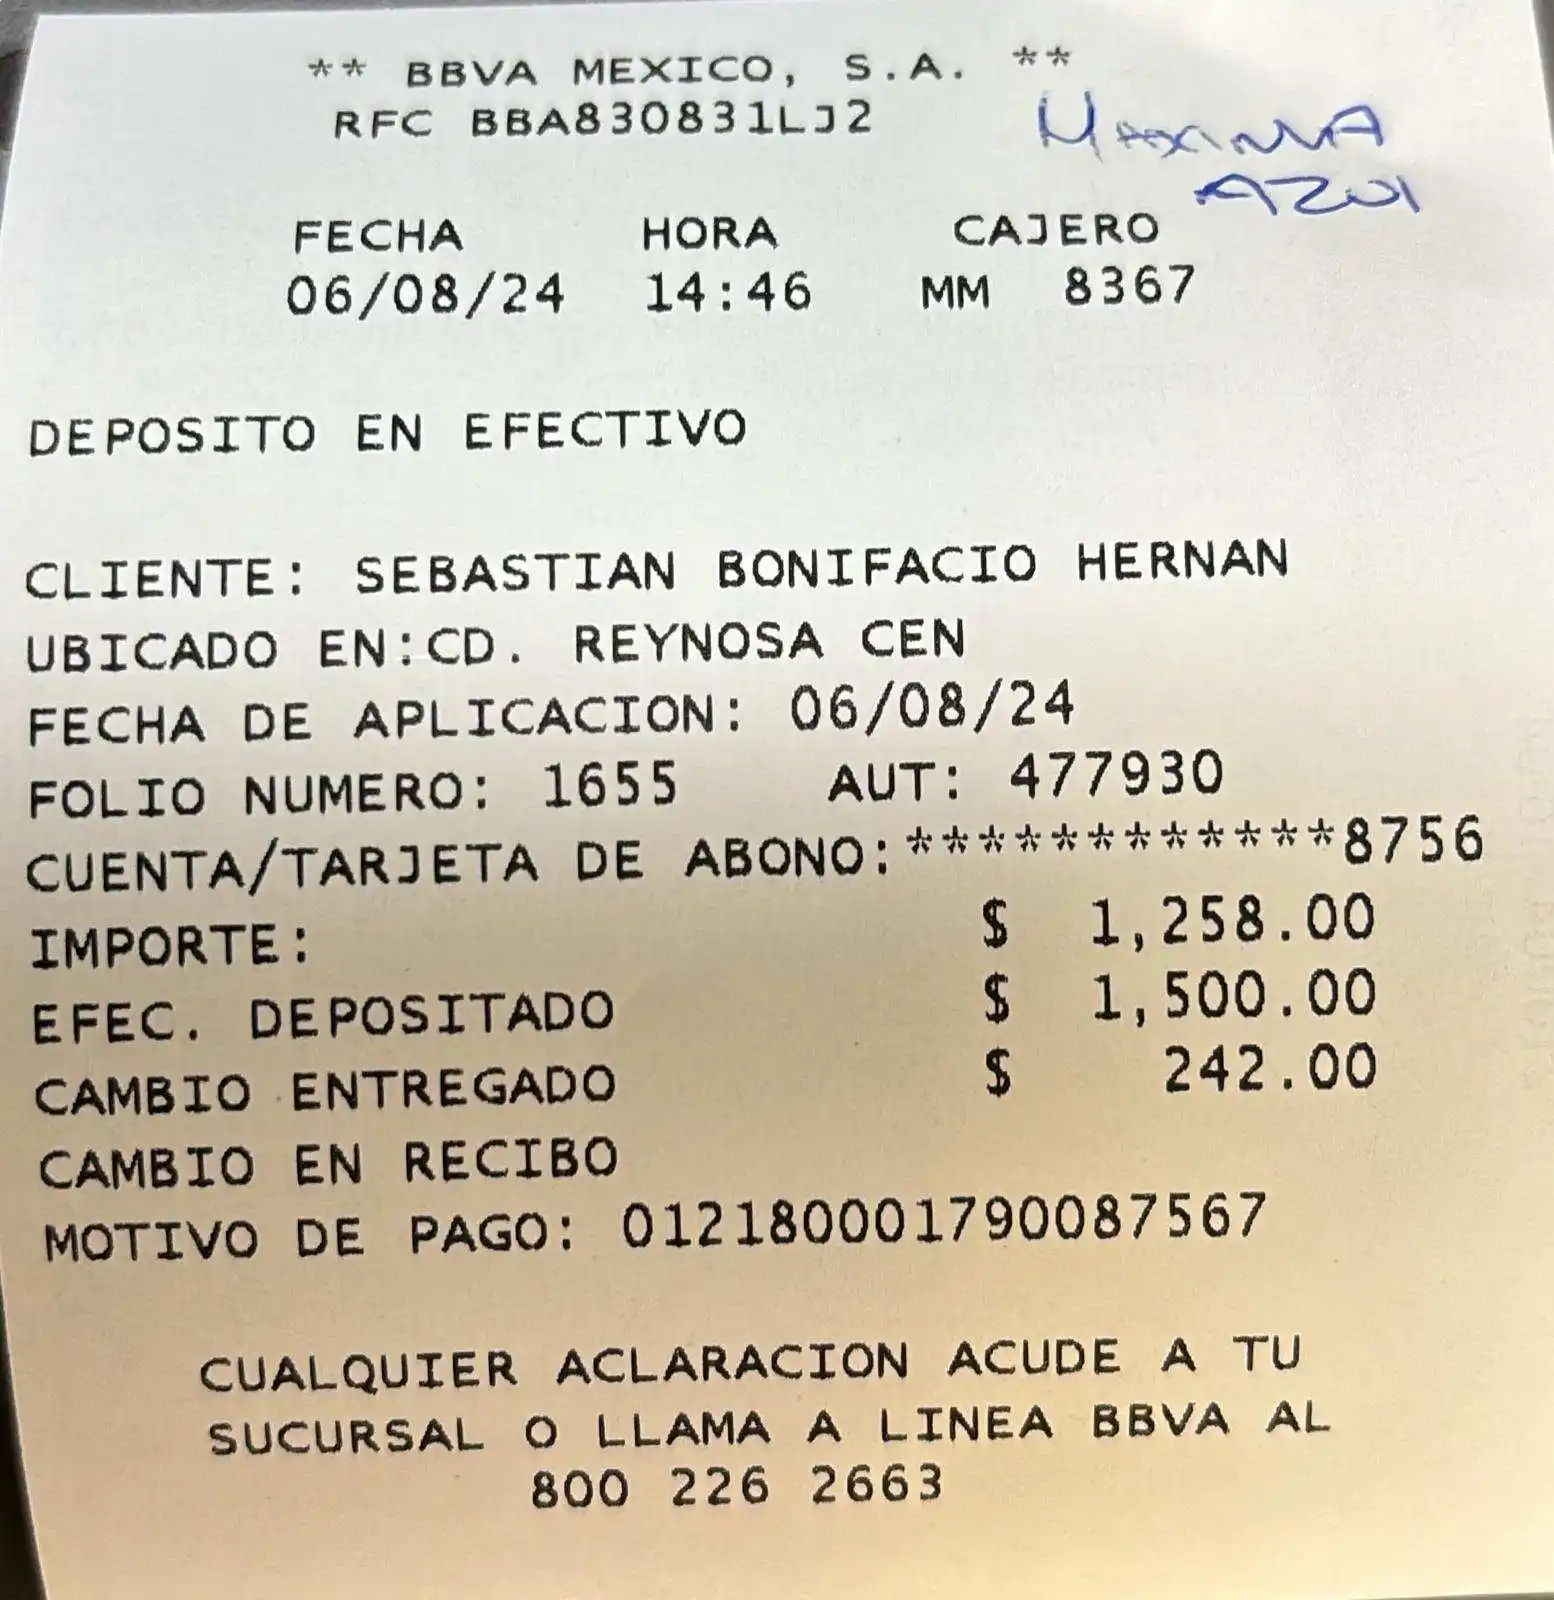 ** BBVA MEXICO, S.A. **
RFC BBA830831LJ2
AZUL
FECHA HORA CAJERO
06/08/24 14:46 MM 8367
DEPOSITO EN EFECTIVO
CLIENTE: SEBASTIAN BONIFACIO HERNAN
UBICADO EN:CD. REYNOSA CEN
FECHA DE APLICACION: 06/08/24
FOLIO NUMERO: 1655 AUT: 477930
CUENTA/TARJETA DE ABONO:************8756
IMPORTE: $ 1,258.00
EFEC. DEPOSITADO $ 1,500.00
CAMBIO ENTREGADO $ 242.00
CAMBIO EN RECIBO
MOTIVO DE PAGO: 012180001790087567
CUALQUIER ACLARACION ACUDE A TU
SUCURSAL O LLAMA A LINEA BBVA AL
800 226 2663